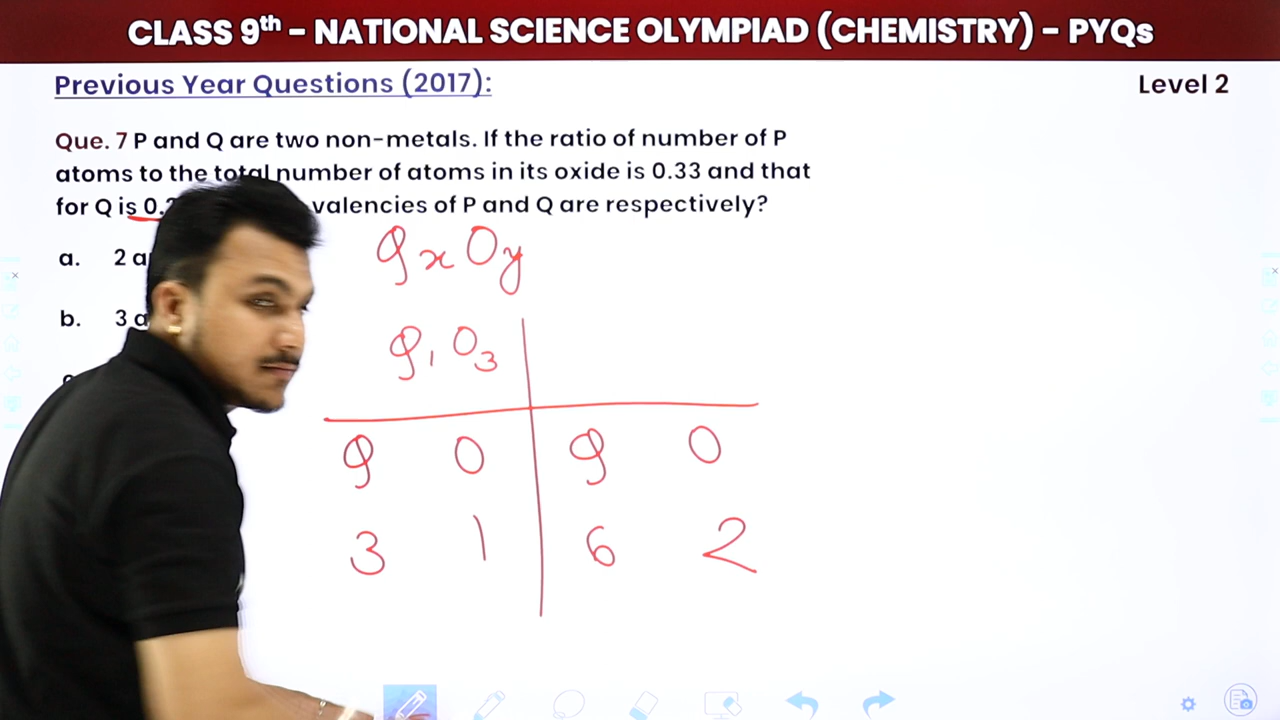 CLASS 9th – NATIONAL SCIENCE OLYMPIAD (CHEMISTRY) – PYQs
Previous Year Questions (2017): Level 2
Que. 7 P and Q are two non-metals. If the ratio of number of P
atoms to the total number of atoms in its oxide is 0.33 and that
for Q is valencies of P and Q are respectively?
a. 2
b. 3
Q x O y
Q 1 O 3
Q O Q O
3 1 6 2